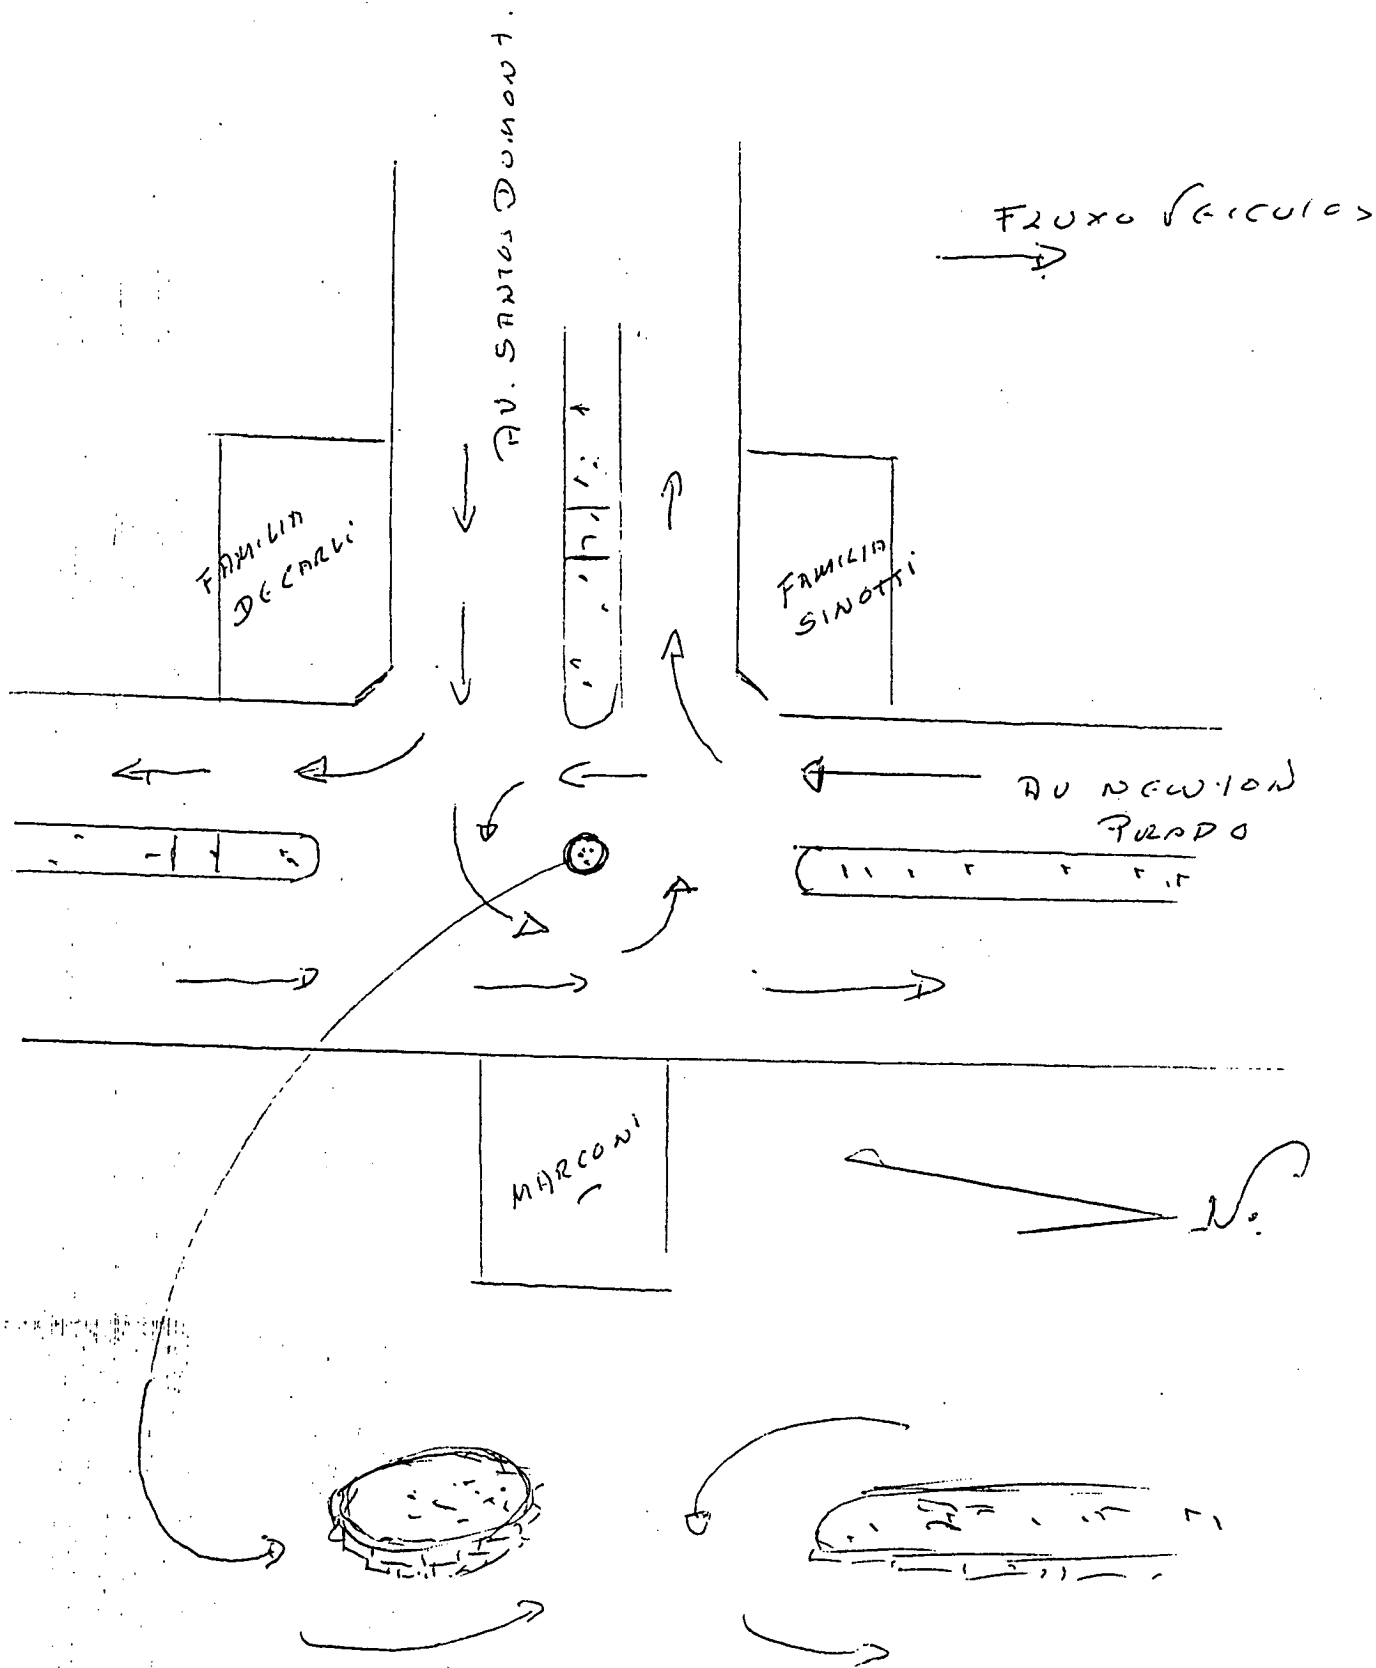 AV. SANTOS DUMONT.
FLUXO VEICULOS
FAMILIA
DECARLI
FAMILIA
SINOTTI
AV NEWTON
PRADO
MARCONI
N.